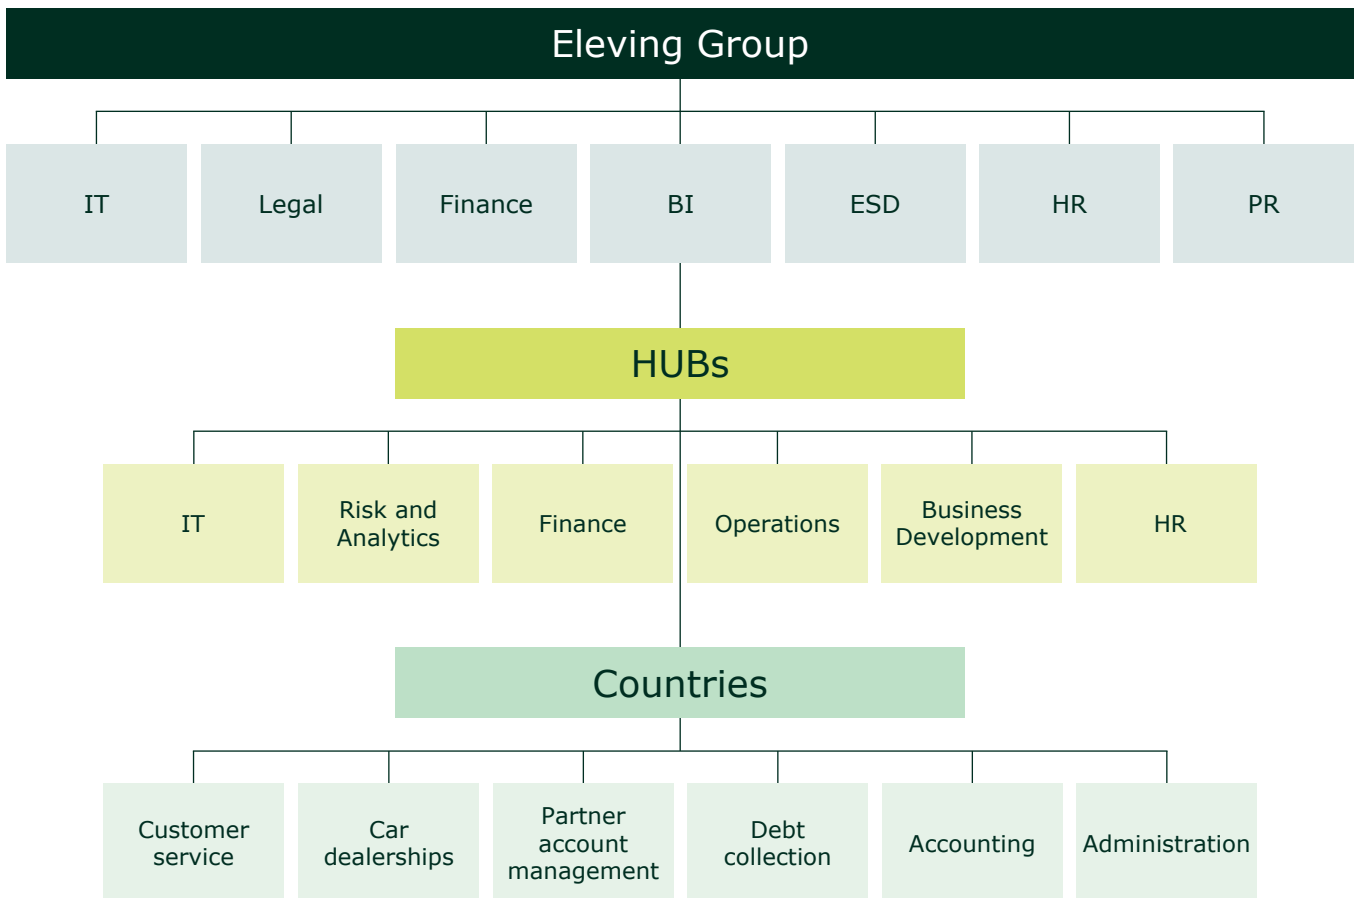 Eleving Group
IT
Legal
Finance
BI
ESD
HR
PR
HUBs
IT
Risk and
Analytics
Finance
Operations
Business
Development
HR
Countries
Customer
service
Car
dealerships
Partner
account
management
Debt
collection
Accounting
Administration